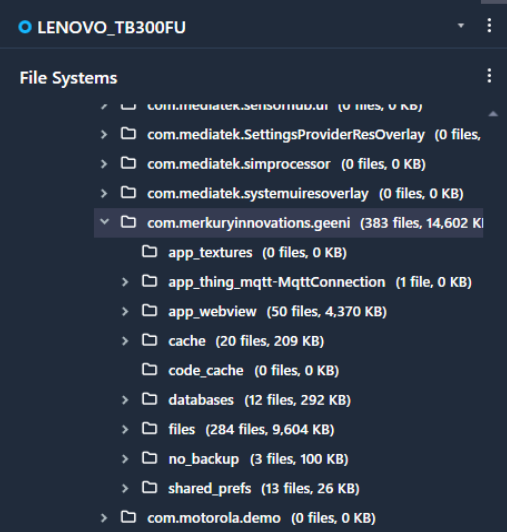 LENOVO_TB300FU
File Systems
com.mediatek.sensorhub.ui (0 files, 0 KB)
com.mediatek.SettingsProviderResOverlay (0 files,
com.mediatek.simprocessor (0 files, 0 KB)
com.mediatek.systemuiresoverlay (0 files, 0 KB)
com.merkuryinnovations.geeni (383 files, 14,602 KI
app_textures (0 files, 0 KB)
app_thing_mqtt-MqttConnection (1 file, 0 KB)
app_webview (50 files, 4,370 KB)
cache (20 files, 209 KB)
code_cache (0 files, 0 KB)
databases (12 files, 292 KB)
files (284 files, 9,604 KB)
no_backup (3 files, 100 KB)
shared_prefs (13 files, 26 KB)
com.motorola.demo (0 files, 0 KB)